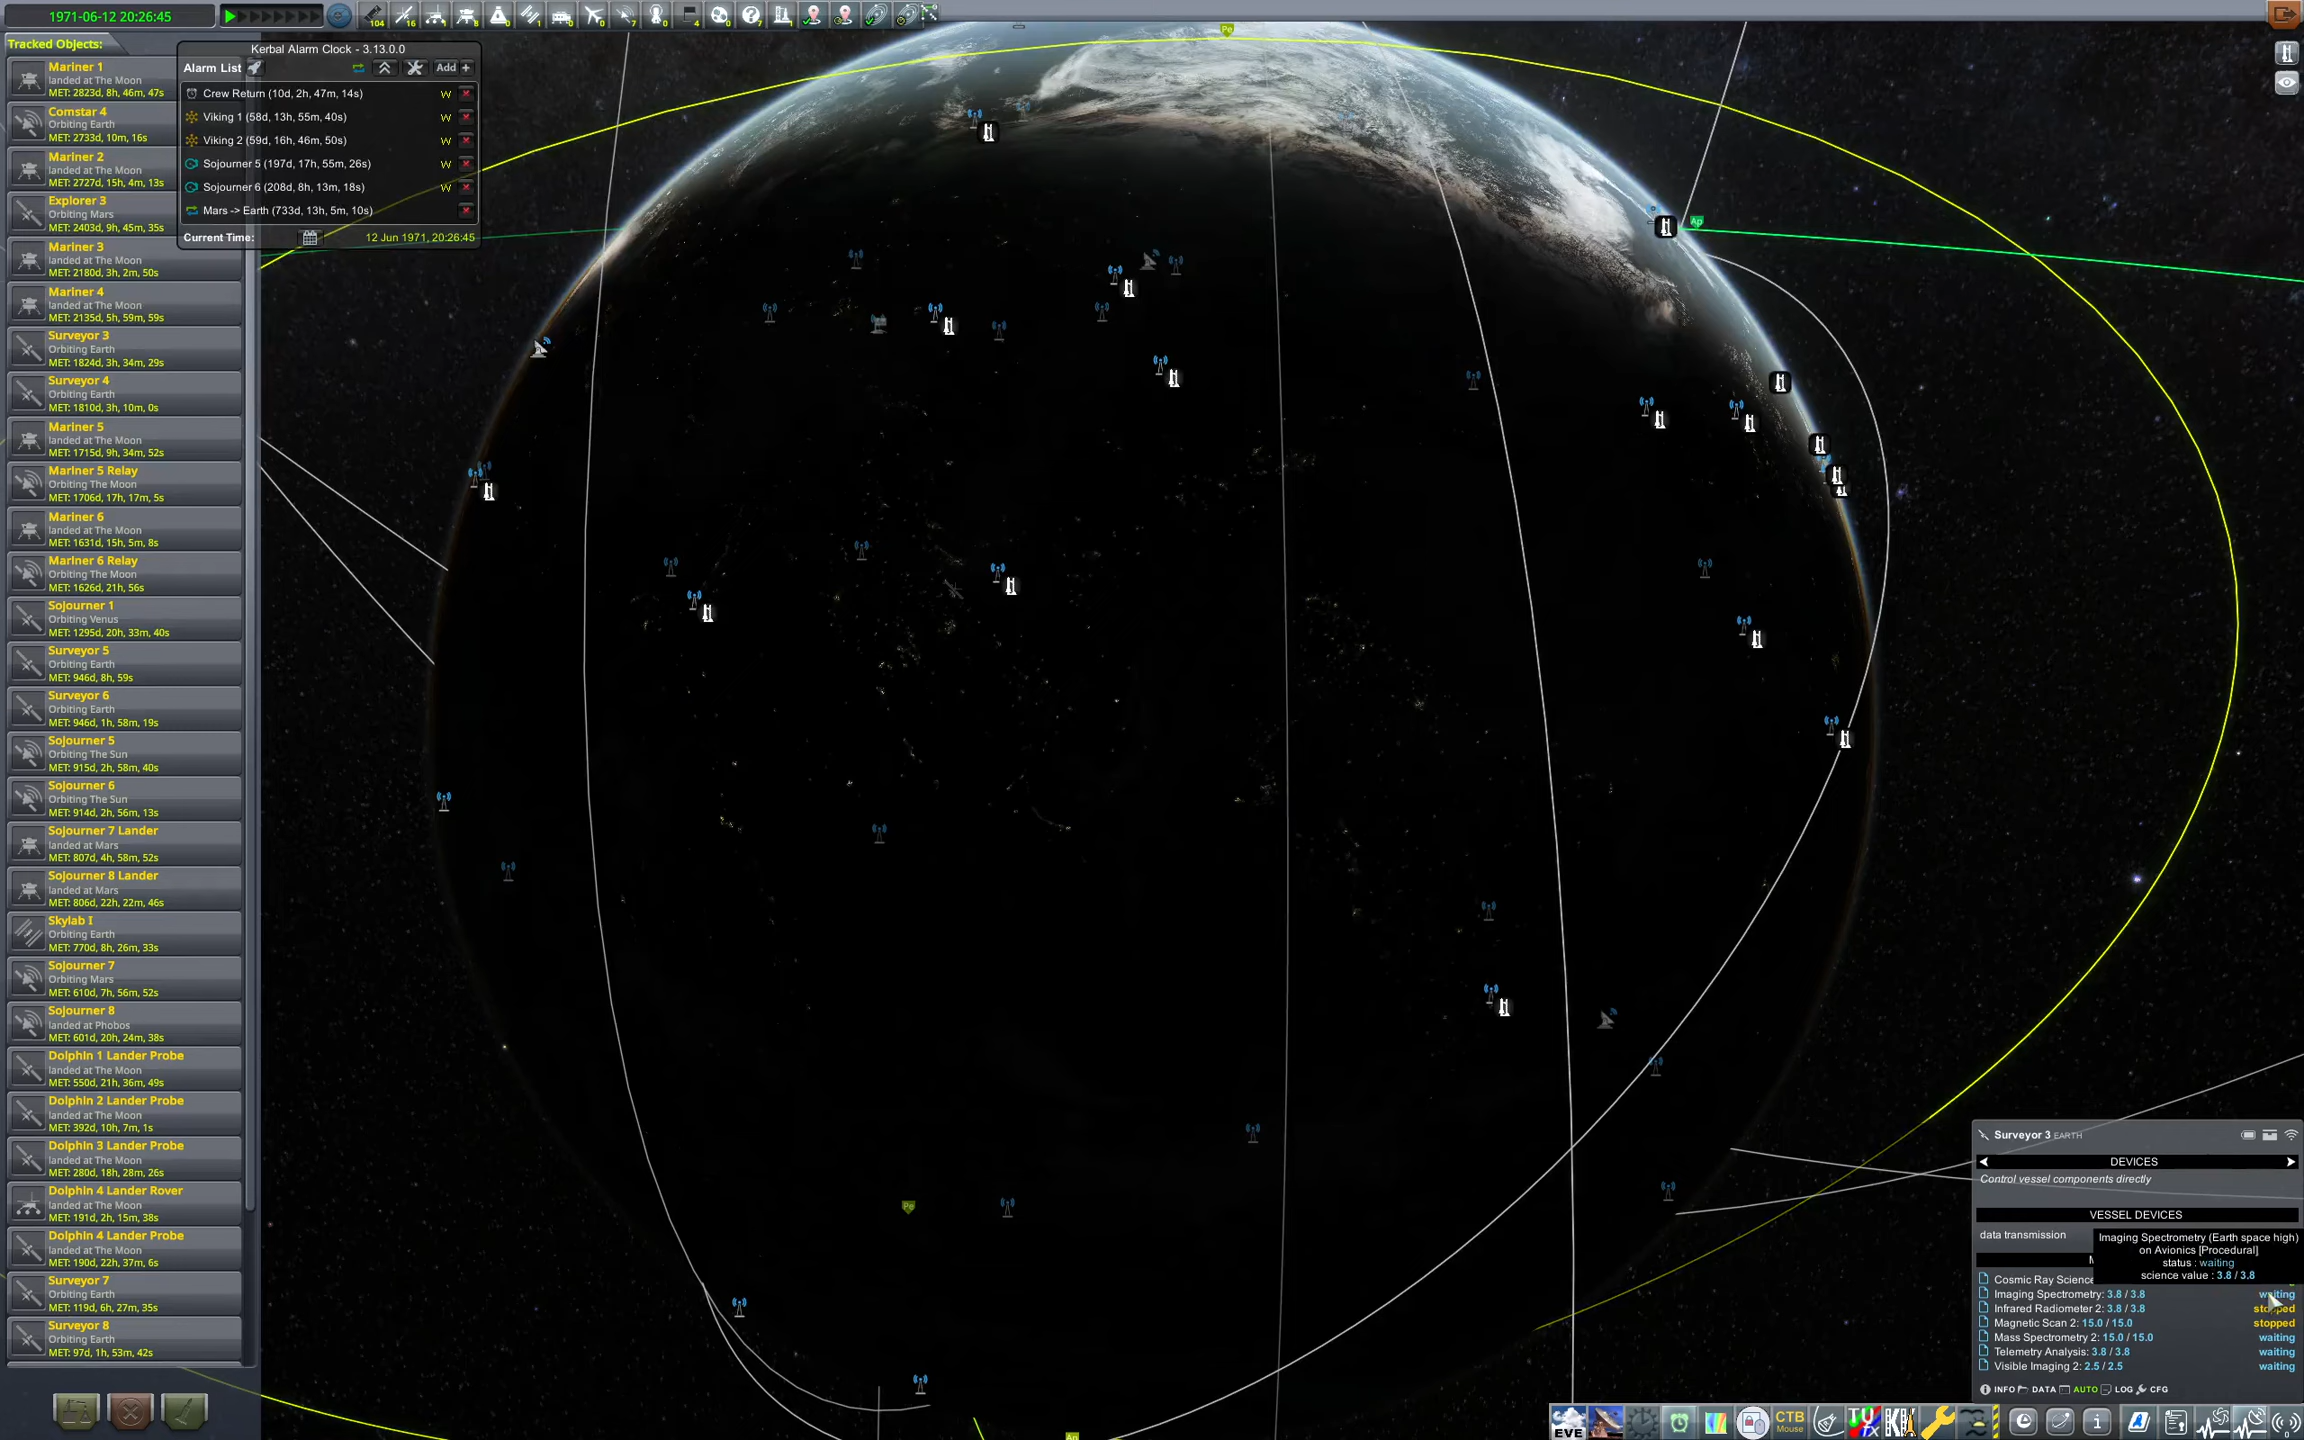 1971-06-12 20:26:45
104
16
4
8
0
1
0
0
7
0
4
0
7
1
Tracked Objects:
Mariner 1
landed at The Moon
MET: 2823d, 8h, 46m, 47s
Comstar 4
Orbiting Earth
MET: 2733d, 10m, 16s
Mariner 2
landed at The Moon
MET: 2727d, 15h, 4m, 13s
Explorer 3
Orbiting Mars
MET: 2403d, 9h, 45m, 35s
Mariner 3
landed at The Moon
MET: 2180d, 3h, 2m, 50s
Mariner 4
landed at The Moon
MET: 2135d, 5h, 59m, 59s
Surveyor 3
Orbiting Earth
MET: 1824d, 3h, 34m, 29s
Surveyor 4
Orbiting Earth
MET: 1810d, 3h, 10m, 0s
Mariner 5
landed at The Moon
MET: 1715d, 9h, 34m, 52s
Mariner 5 Relay
Orbiting The Moon
MET: 1706d, 17h, 17m, 5s
Mariner 6
landed at The Moon
MET: 1631d, 15h, 5m, 8s
Mariner 6 Relay
Orbiting The Moon
MET: 1626d, 21h, 56s
Sojourner 1
Orbiting Venus
MET: 1295d, 20h, 33m, 40s
Surveyor 5
Orbiting Earth
MET: 946d, 8h, 59s
Surveyor 6
Orbiting Earth
MET: 946d, 1h, 58m, 19s
Sojourner 5
Orbiting The Sun
MET: 915d, 2h, 58m, 40s
Sojourner 6
Orbiting The Sun
MET: 914d, 2h, 56m, 13s
Sojourner 7 Lander
landed at Mars
MET: 807d, 4h, 58m, 52s
Sojourner 8 Lander
landed at Mars
MET: 806d, 22h, 22m, 46s
Skylab I
Orbiting Earth
MET: 770d, 8h, 26m, 33s
Sojourner 7
Orbiting Mars
MET: 610d, 7h, 56m, 52s
Sojourner 8
landed at Phobos
MET: 601d, 20h, 24m, 38s
Dolphin 1 Lander Probe
landed at The Moon
MET: 550d, 21h, 36m, 49s
Dolphin 2 Lander Probe
landed at The Moon
MET: 392d, 10h, 7m, 1s
Dolphin 3 Lander Probe
landed at The Moon
MET: 280d, 18h, 28m, 26s
Dolphin 4 Lander Rover
landed at The Moon
MET: 191d, 2h, 15m, 38s
Dolphin 4 Lander Probe
landed at The Moon
MET: 190d, 22h, 37m, 6s
Surveyor 7
Orbiting Earth
MET: 119d, 6h, 27m, 35s
Surveyor 8
Orbiting Earth
MET: 97d, 1h, 53m, 42s
Kerbal Alarm Clock - 3.13.0.0
Alarm List
Add +
Crew Return (10d, 2h, 47m, 14s) W
Viking 1 (58d, 13h, 55m, 40s) W
Viking 2 (59d, 16h, 46m, 50s) W
Sojourner 5 (197d, 17h, 55m, 26s) W
Sojourner 6 (208d, 8h, 13m, 18s) W
Mars -> Earth (733d, 13h, 5m, 10s)
Current Time: 12 Jun 1971, 20:26:45
Pe
Ap
Pe
Ap
Surveyor 3 EARTH
DEVICES
Control vessel components directly
VESSEL DEVICES
data transmission
Imaging Spectrometry (Earth space high)
on Avionics [Procedural]
status : waiting
science value : 3.8 / 3.8
Cosmic Ray Science
Imaging Spectrometry: 3.8 / 3.8 waiting
Infrared Radiometer 2: 3.8 / 3.8 stopped
Magnetic Scan 2: 15.0 / 15.0 stopped
Mass Spectrometry 2: 15.0 / 15.0 waiting
Telemetry Analysis: 3.8 / 3.8 waiting
Visible Imaging 2: 2.5 / 2.5 waiting
INFO DATA AUTO LOG CFG
EVE
CTB
Mouse